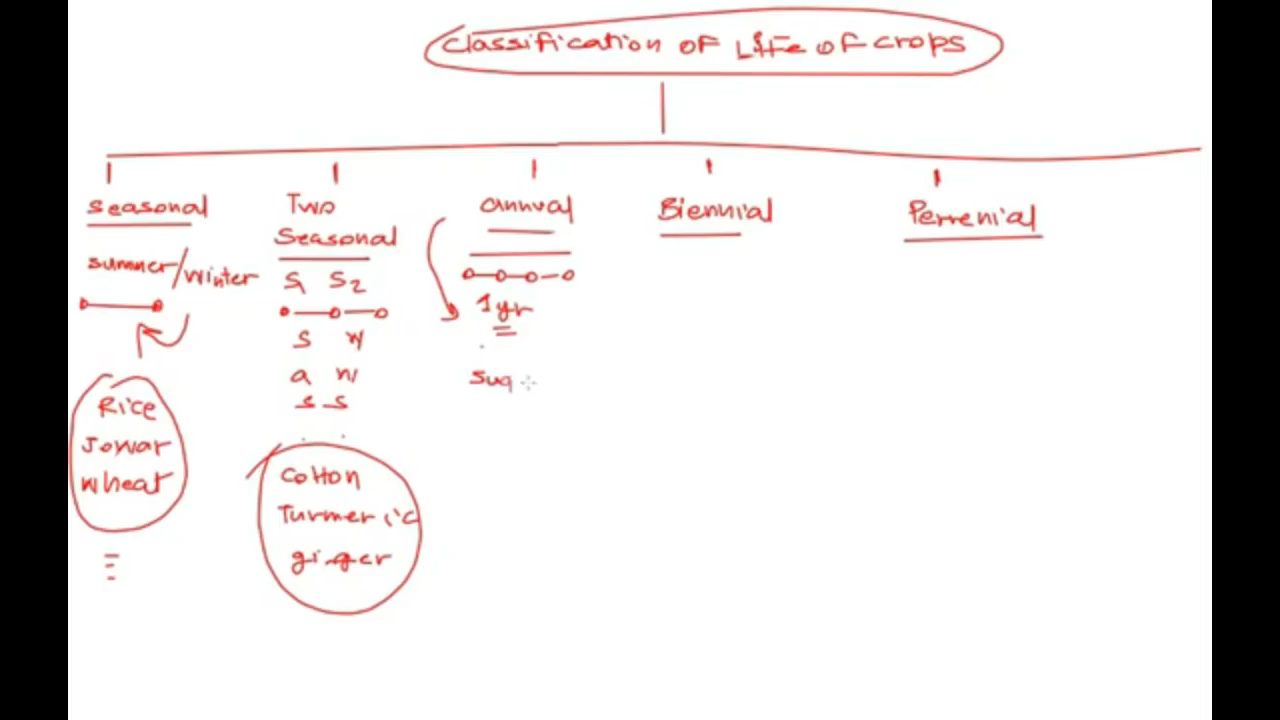 Classification of Life of crops
Seasonal
summer/winter
Rice
Jowar
Wheat
Two
Seasonal
S1 S2
S W
a W
S S
Cotton
Turmeric
ginger
annual
1yr
Sug
Biennial
Perrenial